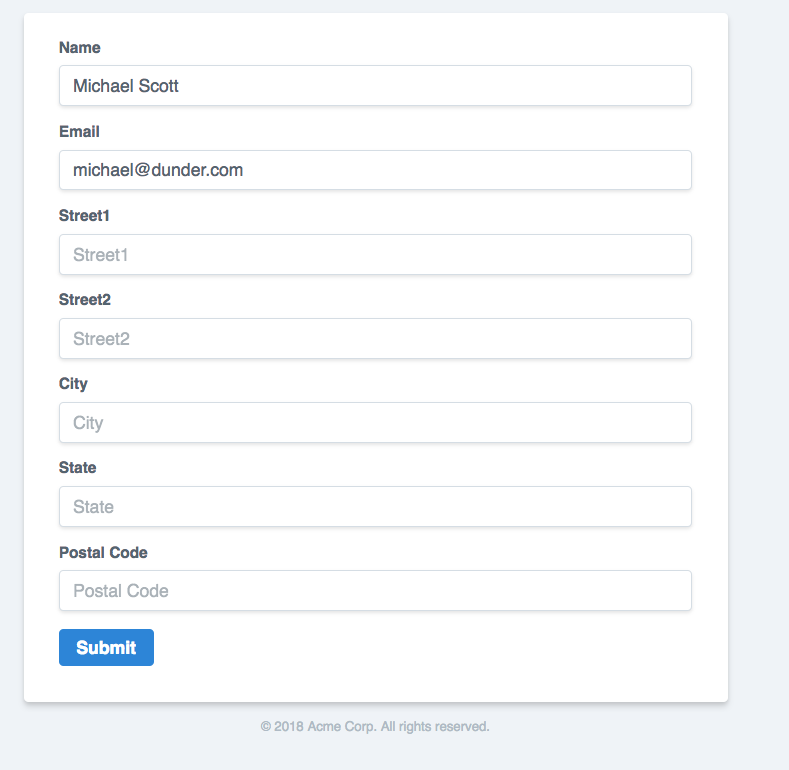 Name
Michael Scott
Email
michael@dunder.com
Street1
Street1
Street2
Street2
City
City
State
State
Postal Code
Postal Code
Submit
© 2018 Acme Corp. All rights reserved.